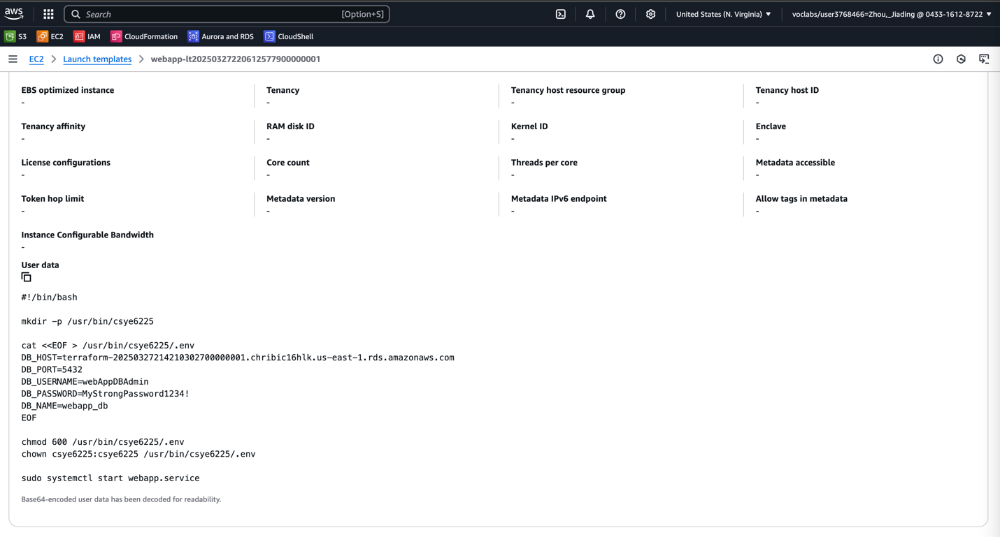 aws
Search [Option+S]
United States (N. Virginia) ▼
voclabs/user3768466=Zhou,_Jiading @ 0433-1612-8722 ▼
S3 EC2 IAM CloudFormation Aurora and RDS CloudShell
EC2 > Launch templates > webapp-lt20250327220612577900000001
EBS optimized instance Tenancy Tenancy host resource group Tenancy host ID
- - - -
Tenancy affinity RAM disk ID Kernel ID Enclave
- - - -
License configurations Core count Threads per core Metadata accessible
- - - -
Token hop limit Metadata version Metadata IPv6 endpoint Allow tags in metadata
- - - -
Instance Configurable Bandwidth
-
User data
#!/bin/bash
mkdir -p /usr/bin/csye6225
cat <<EOF > /usr/bin/csye6225/.env
DB_HOST=terraform-20250327214210302700000001.chribic16hlk.us-east-1.rds.amazonaws.com
DB_PORT=5432
DB_USERNAME=webAppDBAdmin
DB_PASSWORD=MyStrongPassword1234!
DB_NAME=webapp_db
EOF
chmod 600 /usr/bin/csye6225/.env
chown csye6225:csye6225 /usr/bin/csye6225/.env
sudo systemctl start webapp.service
Base64-encoded user data has been decoded for readability.